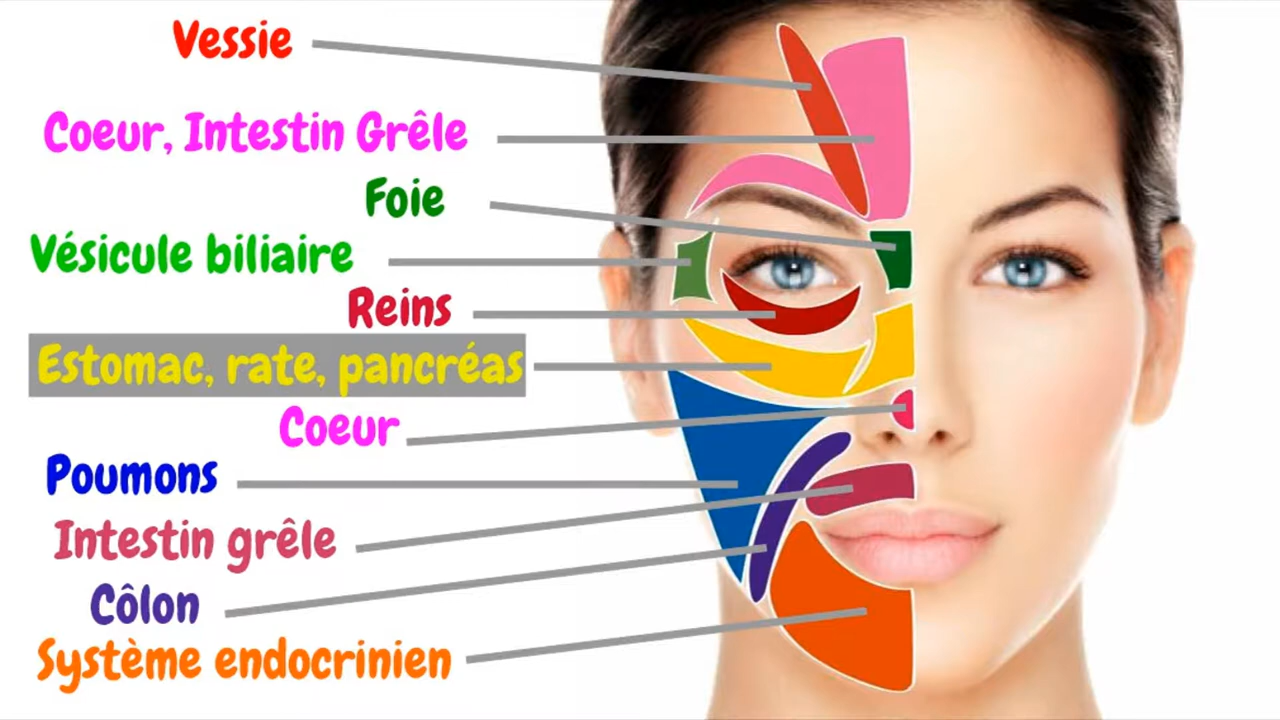 Vessie
Coeur, Intestin Grêle
Foie
Vésicule biliaire
Reins
Estomac, rate, pancréas
Coeur
Poumons
Intestin grêle
Côlon
Système endocrinien